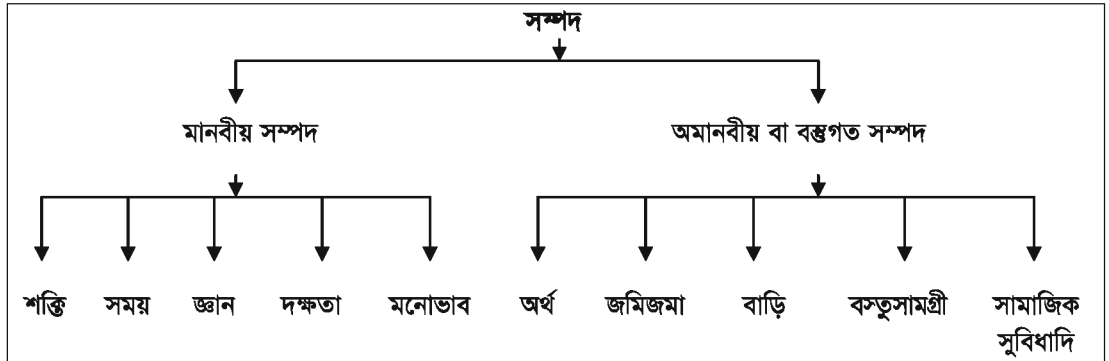 সম্পদ
মানবীয় সম্পদ অমানবীয় বা বস্তুগত সম্পদ
শক্তি সময় জ্ঞান দক্ষতা মনোভাব অর্থ জমিজমা বাড়ি বস্তুসামগ্রী সামাজিক
সুবিধাদি